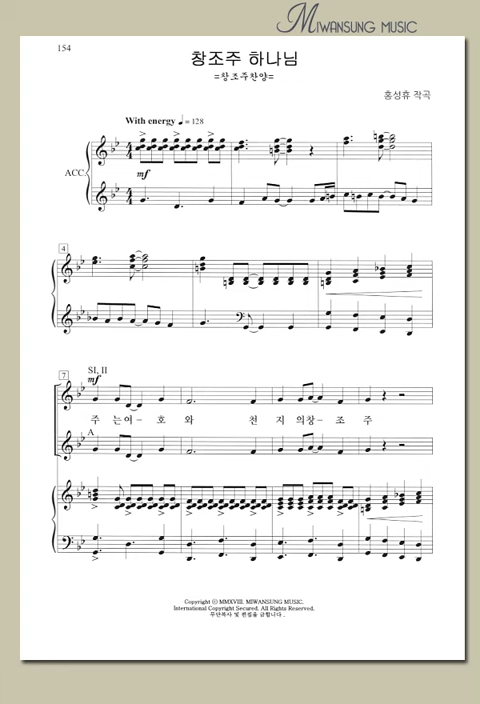 MIWANSUNG MUSIC
154
창조주 하나님
=창조주찬양=
홍성휴 작곡
With energy ♩ = 128
ACC.
mf
4
7
SI, II
mf
주 는여- 호 와 천 지 의창- 조 주
A
Copyright ⓒ MMXVIII. MIWANSUNG MUSIC.
International Copyright Secured. All Rights Reserved.
무단복사 및 편집을 금합니다.